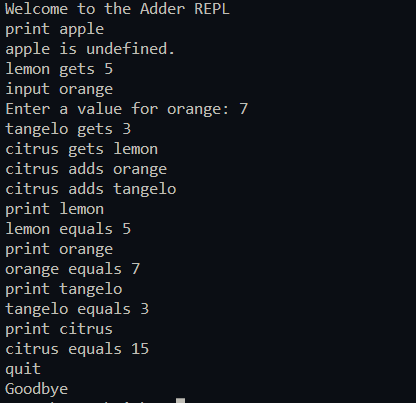 Welcome to the Adder REPL
print apple
apple is undefined.
lemon gets 5
input orange
Enter a value for orange: 7
tangelo gets 3
citrus gets lemon
citrus adds orange
citrus adds tangelo
print lemon
lemon equals 5
print orange
orange equals 7
print tangelo
tangelo equals 3
print citrus
citrus equals 15
quit
Goodbye